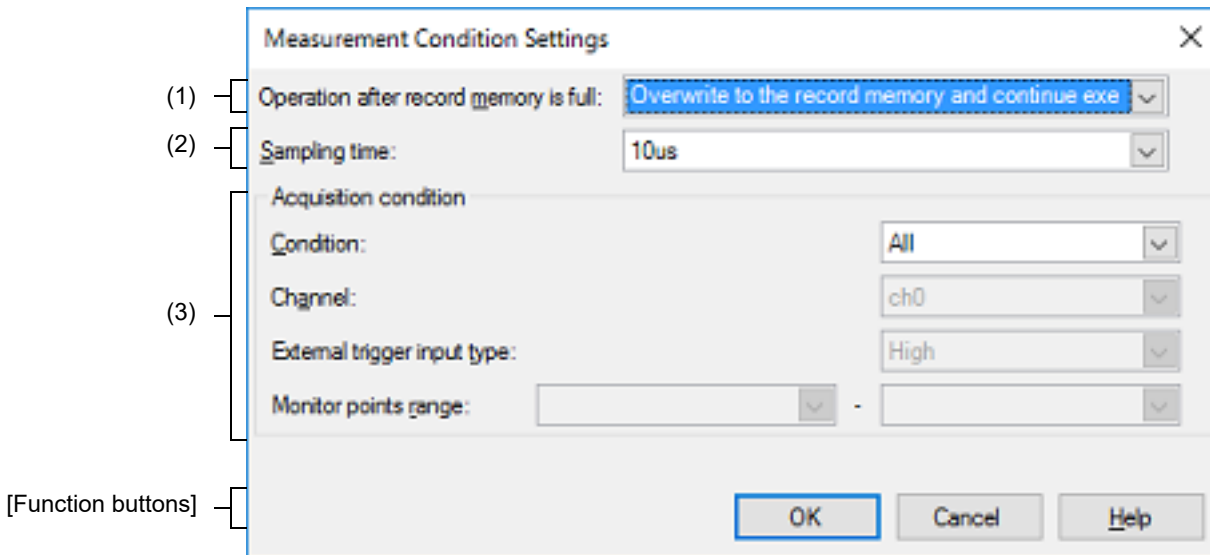 Measurement Condition Settings
(1) Operation after record memory is full: Overwrite to the record memory and continue exe
(2) Sampling time: 10us
Acquisition condition
Condition: All
Channel: ch0
(3)
External trigger input type: High
Monitor points range: -
[Function buttons] OK Cancel Help